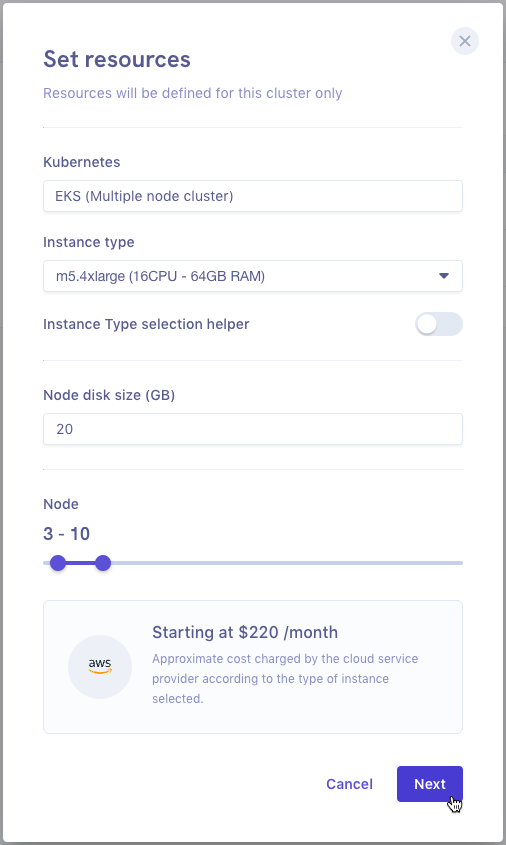 Set resources
Resources will be defined for this cluster only
Kubernetes
EKS (Multiple node cluster)
Instance type
m5.4xlarge (16CPU - 64GB RAM)
Instance Type selection helper
Node disk size (GB)
20
Node
3 - 10
Starting at $220 /month
aws
Approximate cost charged by the cloud service
provider according to the type of instance
selected.
Cancel
Next